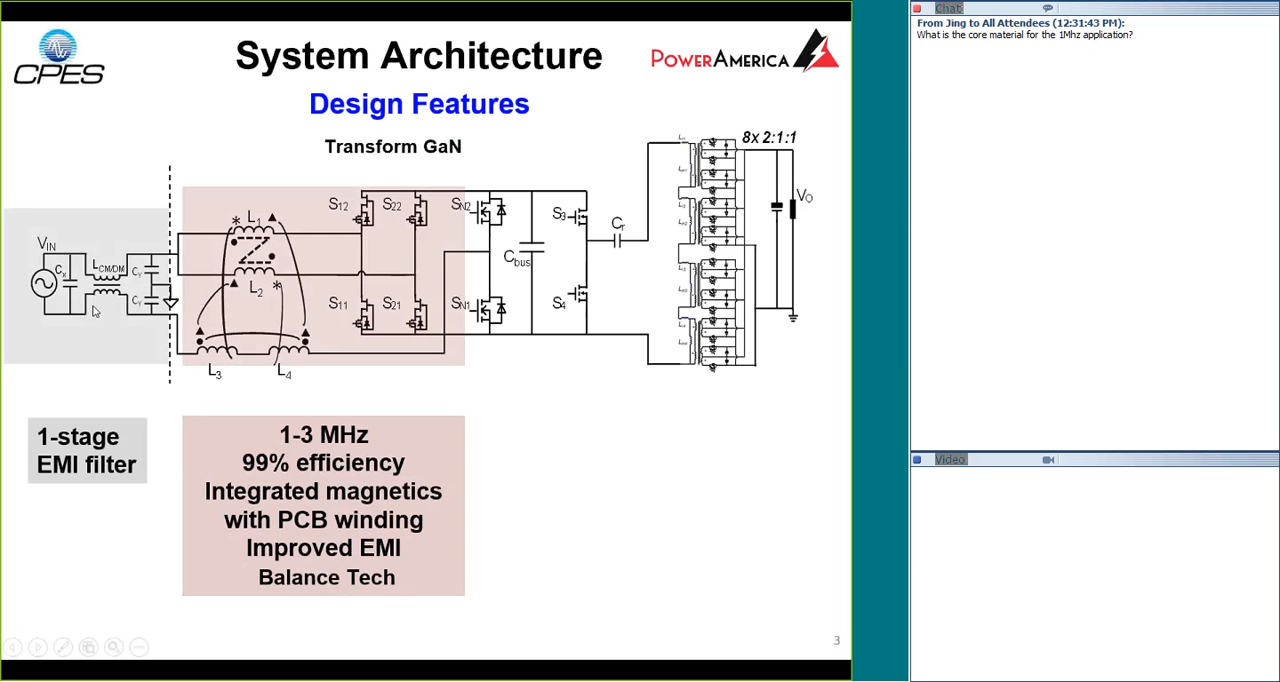 CPES
System Architecture
POWERAMERICA
Design Features
Transform GaN
8x 2:1:1
VIN
CX
LCM/DM
CY
CY
* L1
L2 *
L3
L4
S12
S22
SN2
S11
S21
SN1
Cbus
S3
S4
Cr
VO
1-stage
EMI filter
1-3 MHz
99% efficiency
Integrated magnetics
with PCB winding
Improved EMI
Balance Tech
3
Chat
From Jing to All Attendees (12:31:43 PM):
What is the core material for the 1Mhz application?
Video